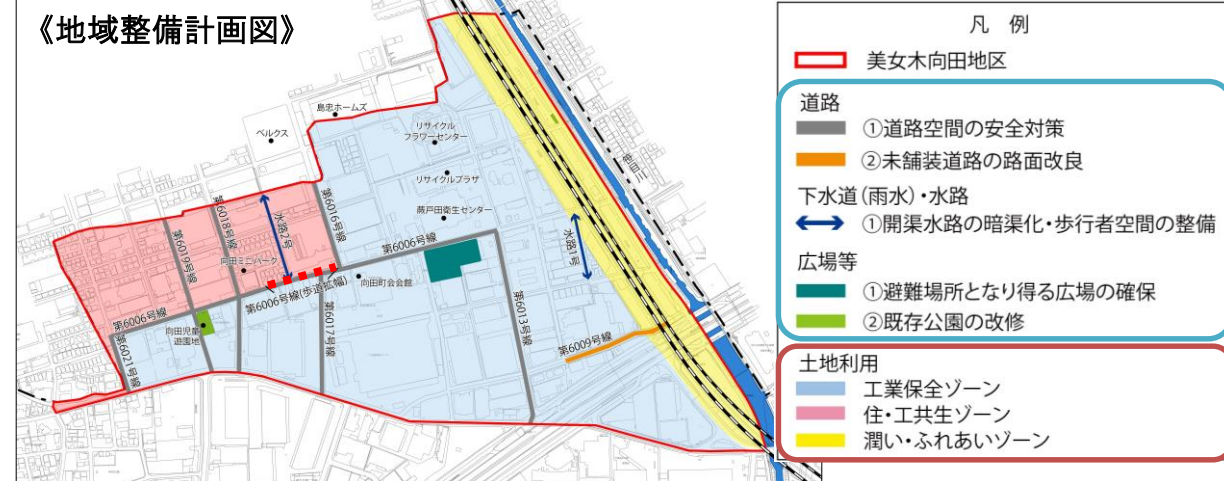 《地域整備計画図》
島忠ホームズ
ベルクス
リサイクル
フラワーセンター
リサイクルプラザ
蕨戸田衛生センター
第6019号線
第6018号線
水路2号
第6016号線
向田ミニパーク
第6006号線
第6006号線(歩道拡幅)
向田町会会館
水路1号
第6006号線
向田児童
遊園地
第6021号線
第6017号線
第6013号線
第6009号線
凡 例
美女木向田地区
道路
①道路空間の安全対策
②未舗装道路の路面改良
下水道(雨水)・水路
①開渠水路の暗渠化・歩行者空間の整備
広場等
①避難場所となり得る広場の確保
②既存公園の改修
土地利用
工業保全ゾーン
住・工共生ゾーン
潤い・ふれあいゾーン